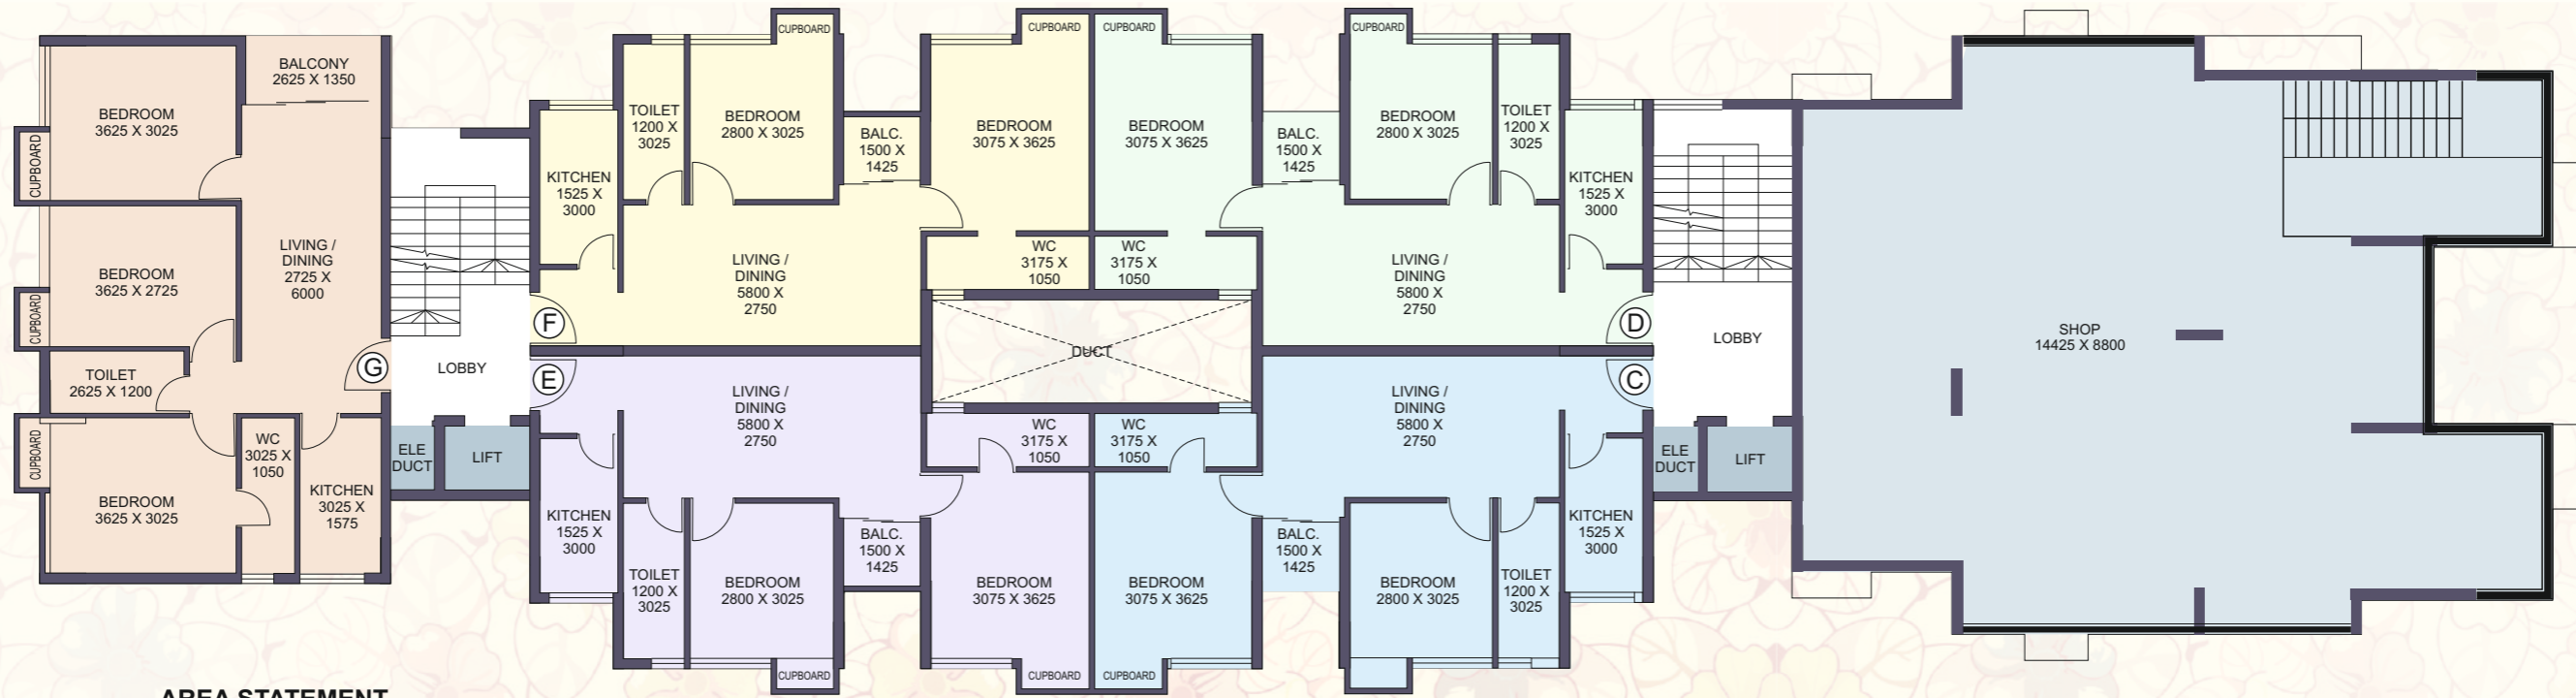 BALCONY
2625 X 1350
BEDROOM
3625 X 3025
CUPBOARD
BEDROOM
3625 X 2725
CUPBOARD
LIVING /
DINING
2725 X
6000
TOILET
2625 X 1200
G
CUPBOARD
BEDROOM
3625 X 3025
WC
3025 X
1050
KITCHEN
3025 X
1575
LOBBY
ELE
DUCT
LIFT
CUPBOARD
TOILET
1200 X
3025
BEDROOM
2800 X 3025
KITCHEN
1525 X
3000
BALC.
1500 X
1425
CUPBOARD
BEDROOM
3075 X 3625
LIVING /
DINING
5800 X
2750
WC
3175 X
1050
F
CUPBOARD
BEDROOM
3075 X 3625
BALC.
1500 X
1425
CUPBOARD
BEDROOM
2800 X 3025
TOILET
1200 X
3025
KITCHEN
1525 X
3000
WC
3175 X
1050
LIVING /
DINING
5800 X
2750
D
DUCT
E
LIVING /
DINING
5800 X
2750
WC
3175 X
1050
KITCHEN
1525 X
3000
TOILET
1200 X
3025
BEDROOM
2800 X 3025
CUPBOARD
BALC.
1500 X
1425
BEDROOM
3075 X 3625
CUPBOARD
WC
3175 X
1050
LIVING /
DINING
5800 X
2750
C
BEDROOM
3075 X 3625
CUPBOARD
BALC.
1500 X
1425
BEDROOM
2800 X 3025
TOILET
1200 X
3025
KITCHEN
1525 X
3000
LOBBY
ELE
DUCT
LIFT
SHOP
14425 X 8800
AREA STATEMENT